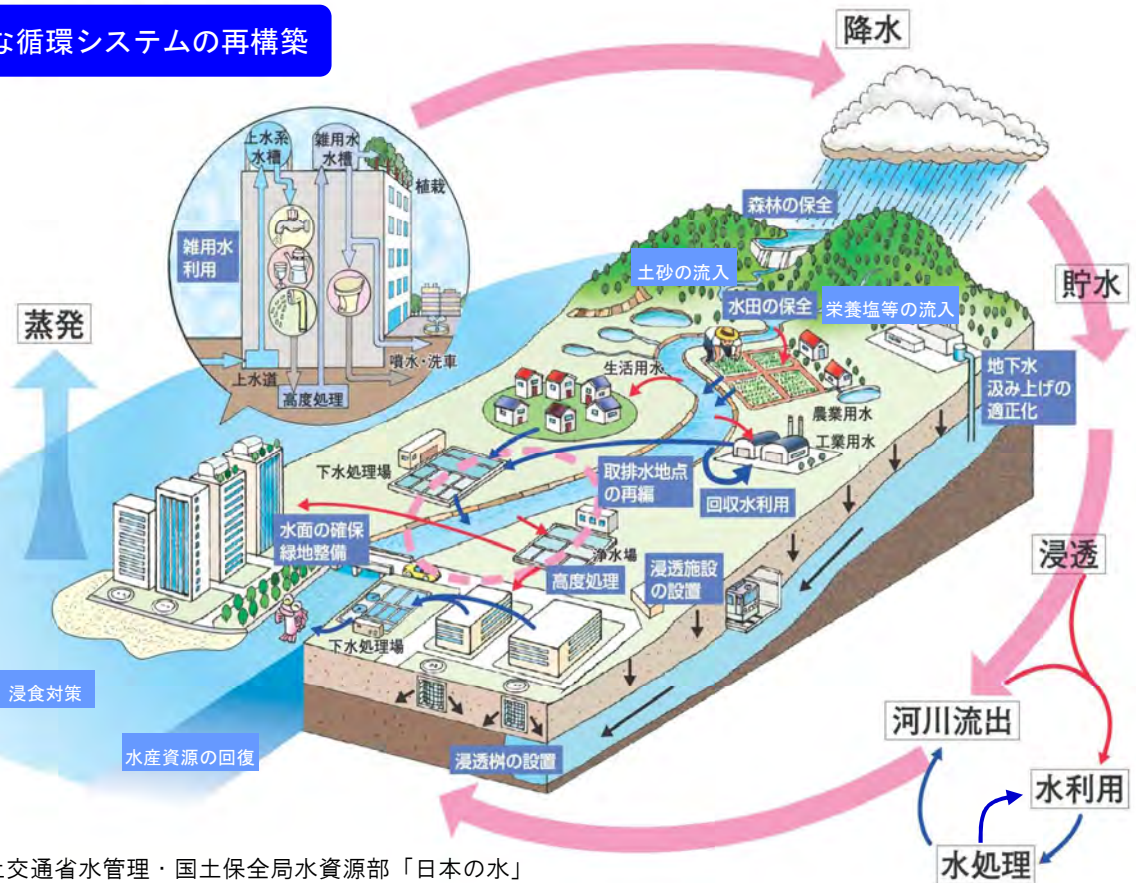 な循環システムの再構築
降水
上水系
水槽
雑用水
水槽
植栽
雑用水
利用
上水道
高度処理
噴水・洗車
森林の保全
土砂の流入
水田の保全
栄養塩等の流入
貯水
蒸発
生活用水
地下水
汲み上げの
適正化
農業用水
工業用水
下水処理場
取排水地点
の再編
回収水利用
水面の確保
緑地整備
浄水場
高度処理
浸透施設
の設置
浸透
下水処理場
浸食対策
水産資源の回復
浸透桝の設置
河川流出
水利用
水処理
土交通省水管理・国土保全局水資源部「日本の水」